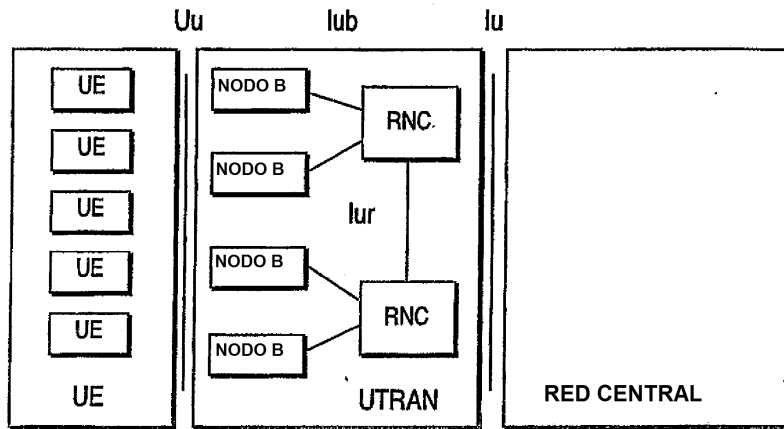 Uu Iub Iu
UE
UE
UE
UE
UE
UE
NODO B
NODO B
RNC
Iur
NODO B
NODO B
RNC
UTRAN
RED CENTRAL